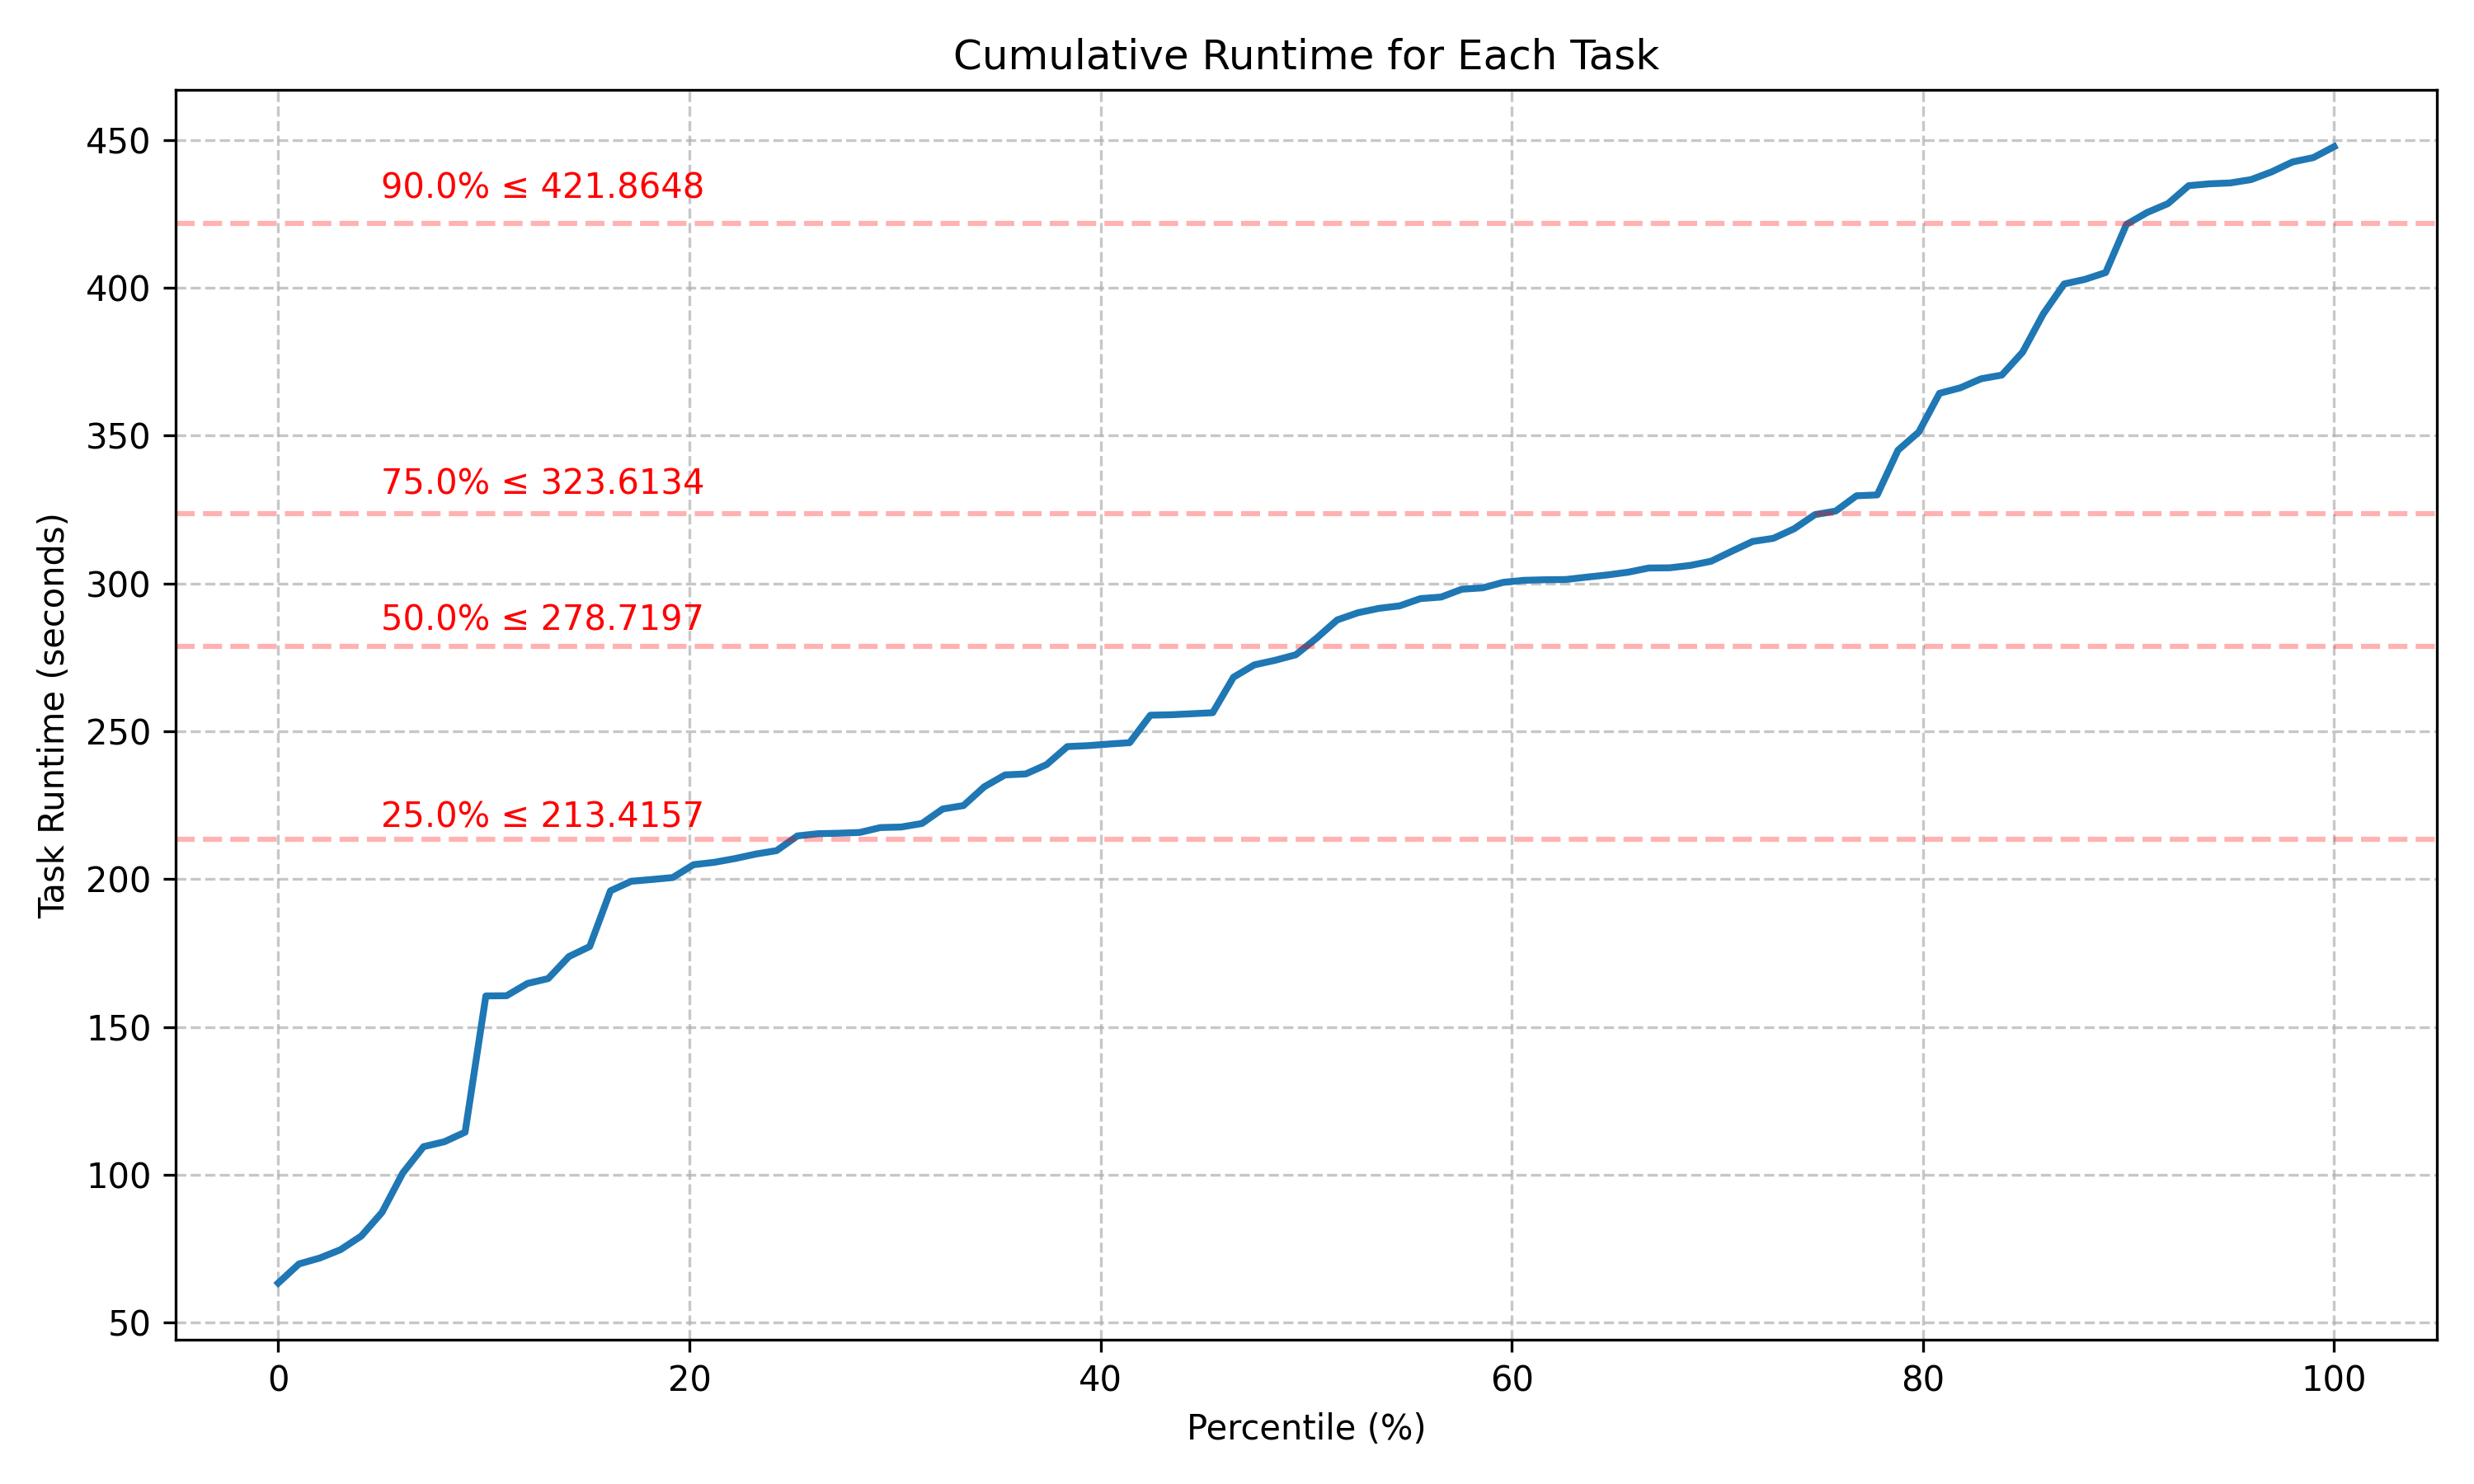 Cumulative Runtime for Each Task
Task Runtime (seconds)
450
400
350
300
250
200
150
100
50
90.0% ≤ 421.8648
75.0% ≤ 323.6134
50.0% ≤ 278.7197
25.0% ≤ 213.4157
0 20 40 60 80 100
Percentile (%)